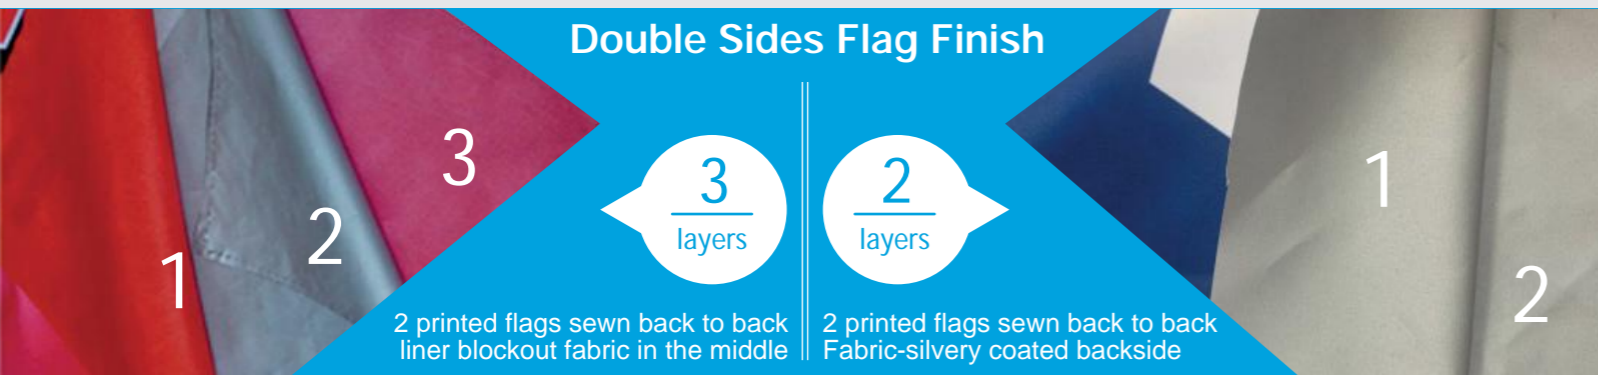 Double Sides Flag Finish
1
2
3
3
layers
2 printed flags sewn back to back
liner blockout fabric in the middle
2
layers
2 printed flags sewn back to back
Fabric-silvery coated backside
1
2